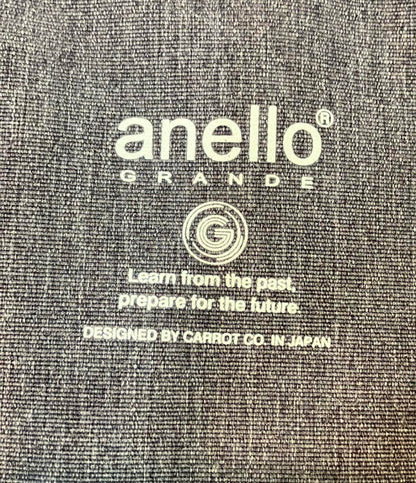 anello®
GRANDE
G
Learn from the past,
prepare for the future.
DESIGNED BY CARROT CO. IN JAPAN